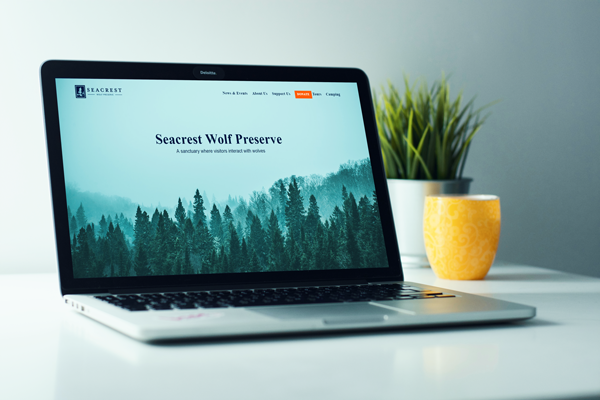 SEACREST
News & Events About Us Support Us DONATE Tours Camping
Seacrest Wolf Preserve
A sanctuary where visitors interact with wolves